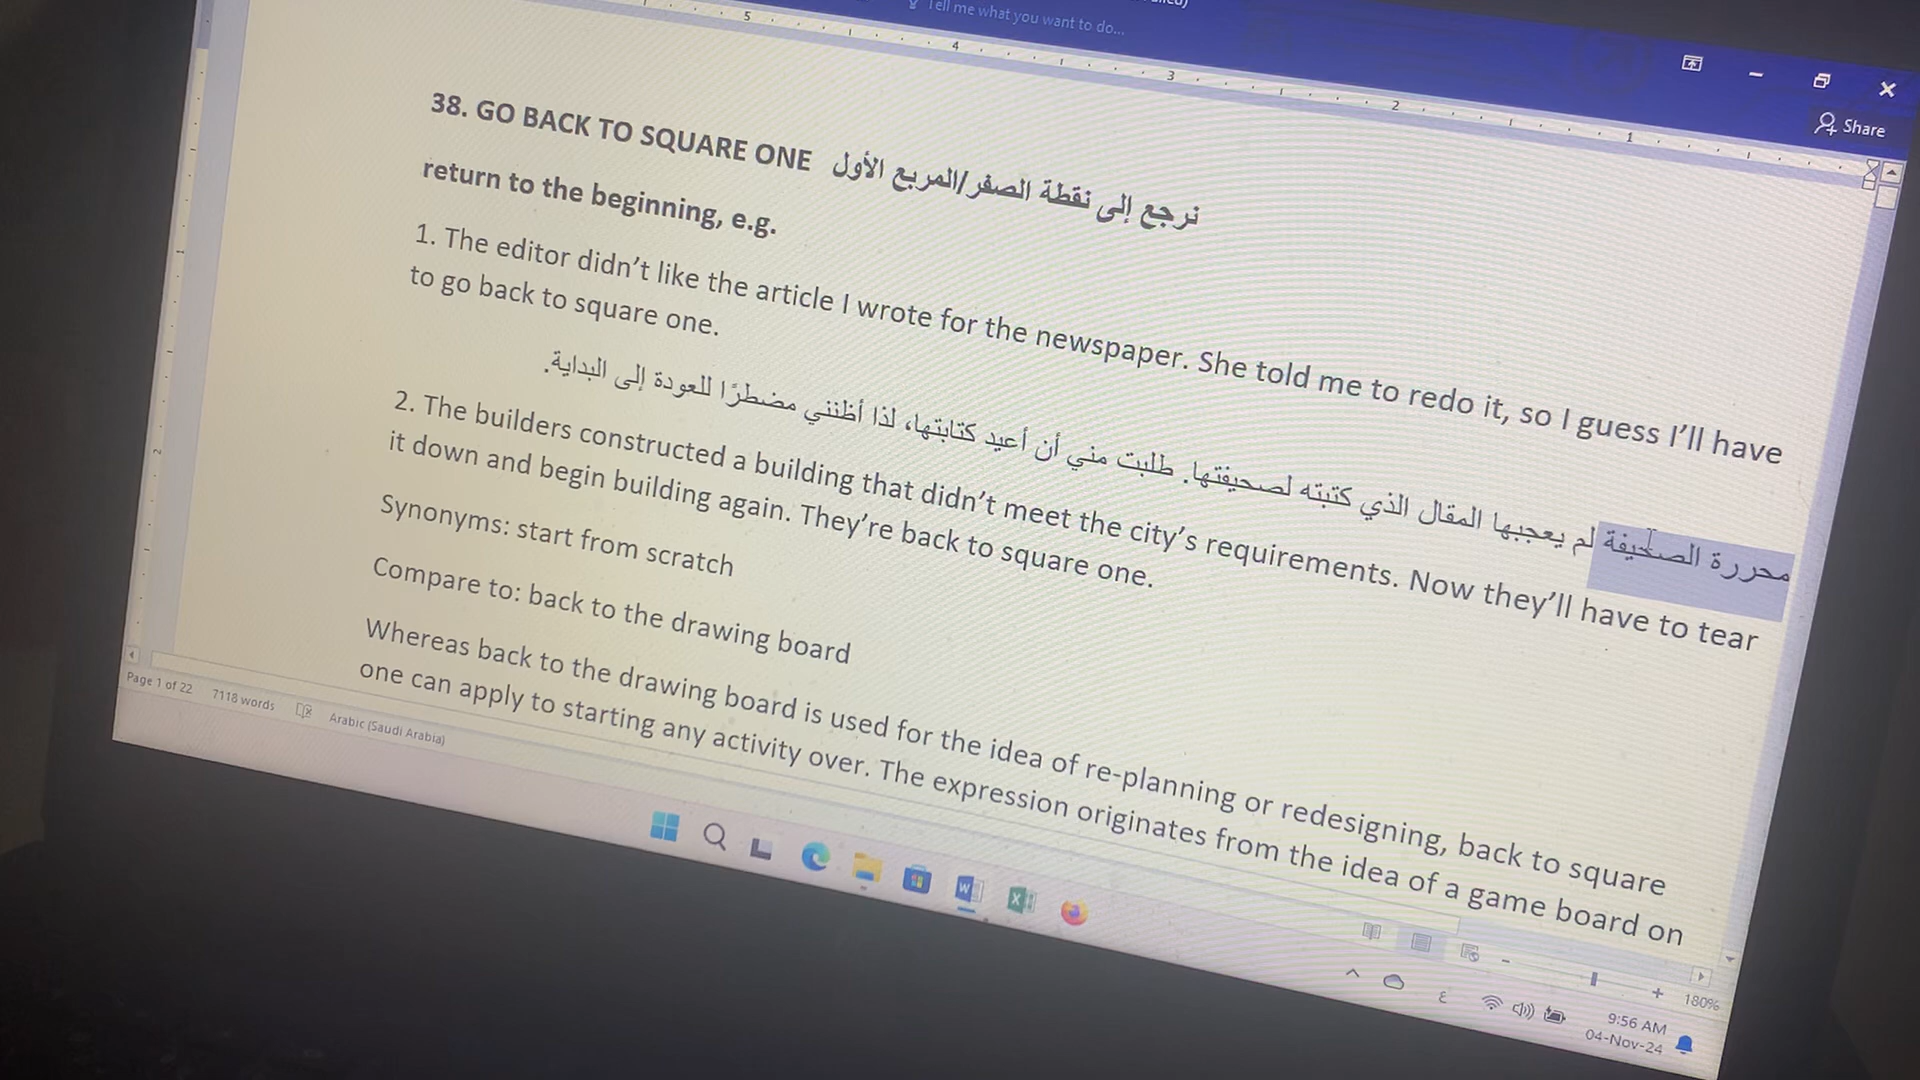 Tell me what you want to do...
Share
5 4 3 2 1
38. GO BACK TO SQUARE ONE نرجع إلى نقطة الصفر/المربع الأول
return to the beginning, e.g.
1. The editor didn’t like the article I wrote for the newspaper. She told me to redo it, so I guess I’ll have
to go back to square one.
محررة الصحيفة لم يعجبها المقال الذي كتبته لصحيفتها. طلبت مني أن أعيد كتابتها، لذا أظنني مضطرًا للعودة إلى البداية.
2. The builders constructed a building that didn’t meet the city’s requirements. Now they’ll have to tear
it down and begin building again. They’re back to square one.
Synonyms: start from scratch
Compare to: back to the drawing board
Whereas back to the drawing board is used for the idea of re-planning or redesigning, back to square
one can apply to starting any activity over. The expression originates from the idea of a game board on
Page 1 of 22 7118 words Arabic (Saudi Arabia)
180%
ع
9:56 AM
04-Nov-24